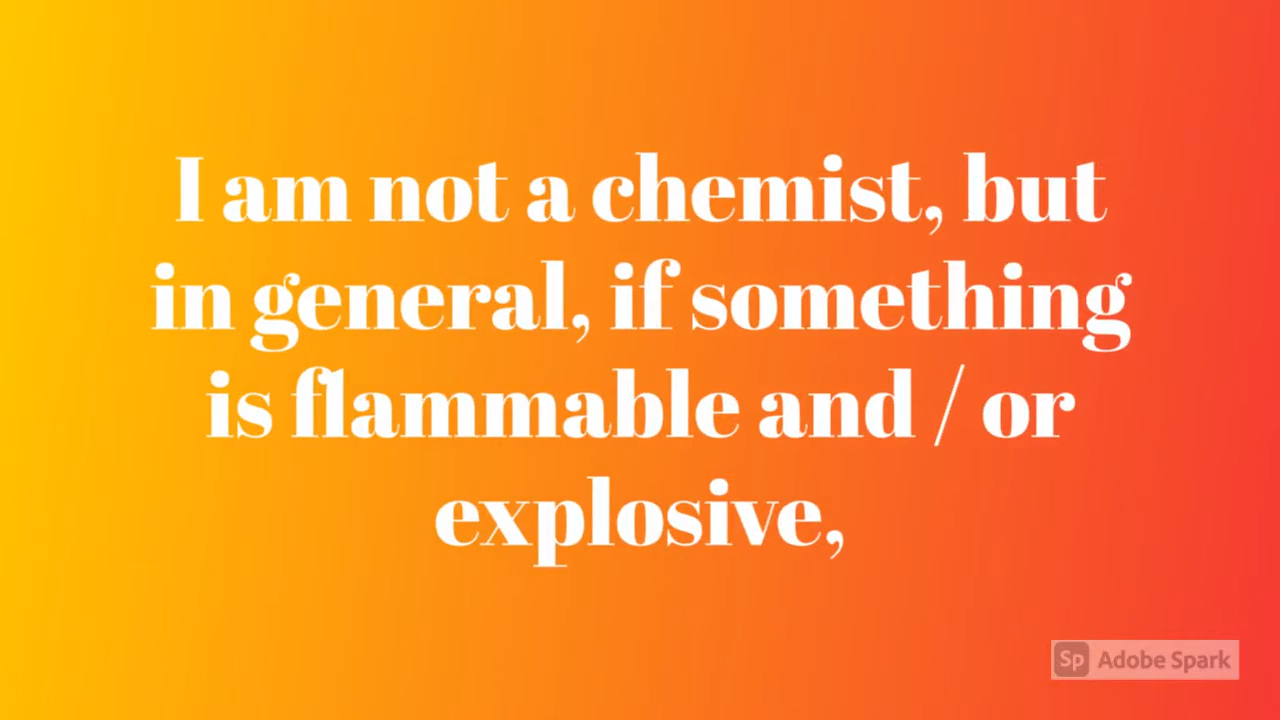 I am not a chemist, but
in general, if something
is flammable and / or
explosive,
Sp Adobe Spark